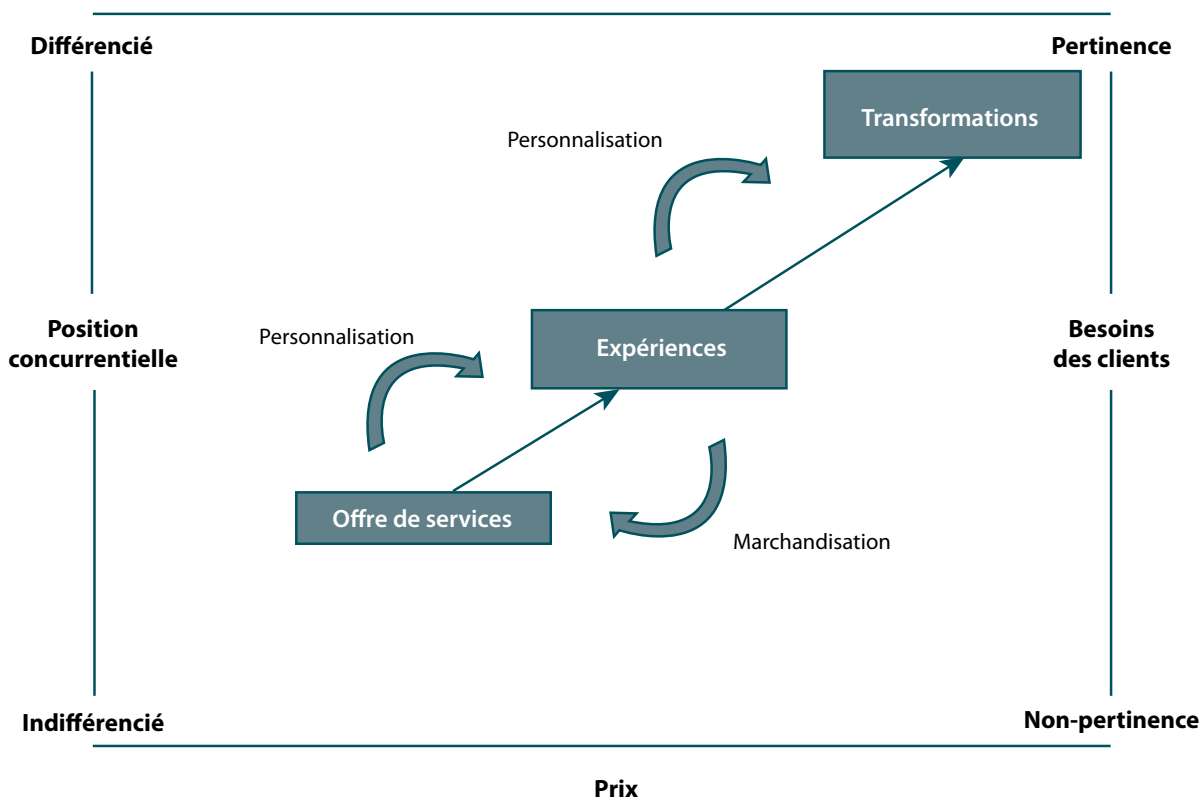 Différencié
Pertinence
Transformations
Personnalisation
Position
concurrentielle
Personnalisation
Expériences
Besoins
des clients
Offre de services
Marchandisation
Indifférencié
Non-pertinence
Prix